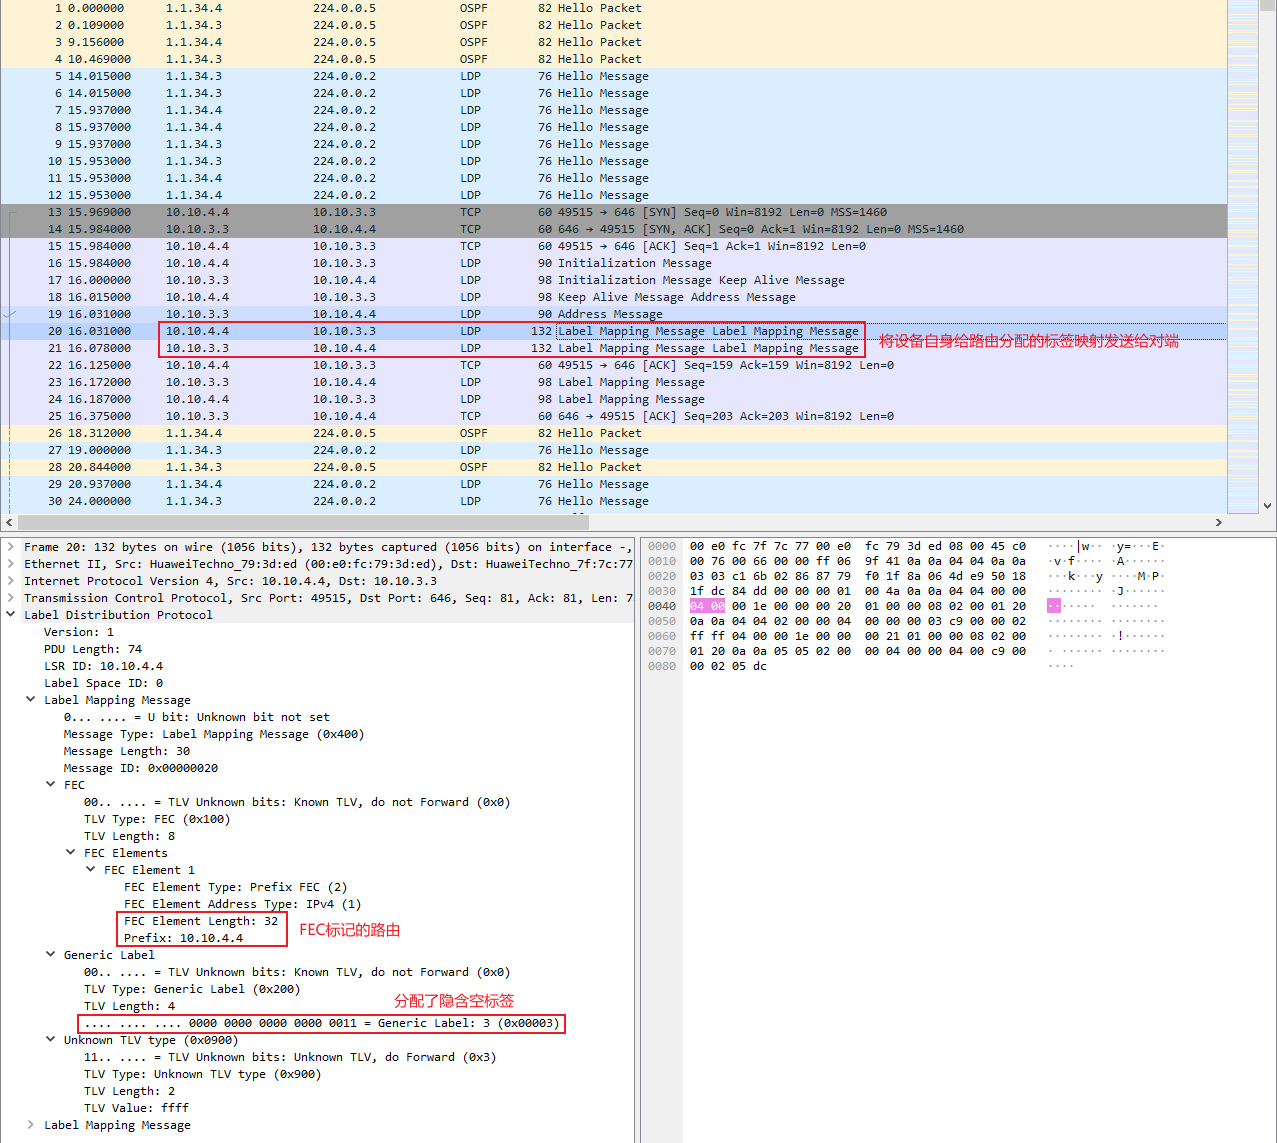 1 0.000000 1.1.34.4 224.0.0.5 OSPF 82 Hello Packet
2 0.109000 1.1.34.3 224.0.0.5 OSPF 82 Hello Packet
3 9.156000 1.1.34.4 224.0.0.5 OSPF 82 Hello Packet
4 10.469000 1.1.34.3 224.0.0.5 OSPF 82 Hello Packet
5 14.015000 1.1.34.4 224.0.0.2 LDP 76 Hello Message
6 14.015000 1.1.34.3 224.0.0.2 LDP 76 Hello Message
7 15.937000 1.1.34.4 224.0.0.2 LDP 76 Hello Message
8 15.937000 1.1.34.4 224.0.0.2 LDP 76 Hello Message
9 15.937000 1.1.34.3 224.0.0.2 LDP 76 Hello Message
10 15.953000 1.1.34.3 224.0.0.2 LDP 76 Hello Message
11 15.953000 1.1.34.4 224.0.0.2 LDP 76 Hello Message
12 15.953000 1.1.34.3 224.0.0.2 LDP 76 Hello Message
13 15.969000 10.10.4.4 10.10.3.3 TCP 60 49515 → 646 [SYN] Seq=0 Win=8192 Len=0 MSS=1460
14 15.984000 10.10.3.3 10.10.4.4 TCP 60 646 → 49515 [SYN, ACK] Seq=0 Ack=1 Win=8192 Len=0 MSS=1460
15 15.984000 10.10.4.4 10.10.3.3 TCP 60 49515 → 646 [ACK] Seq=1 Ack=1 Win=8192 Len=0
16 15.984000 10.10.4.4 10.10.3.3 LDP 90 Initialization Message
17 16.000000 10.10.3.3 10.10.4.4 LDP 98 Initialization Message Keep Alive Message
18 16.015000 10.10.4.4 10.10.3.3 LDP 98 Keep Alive Message Address Message
19 16.031000 10.10.3.3 10.10.4.4 LDP 90 Address Message
20 16.031000 10.10.4.4 10.10.3.3 LDP 132 Label Mapping Message Label Mapping Message
将设备自身给路由分配的标签映射发送给对端
21 16.078000 10.10.3.3 10.10.4.4 LDP 132 Label Mapping Message Label Mapping Message
22 16.125000 10.10.4.4 10.10.3.3 TCP 60 49515 → 646 [ACK] Seq=159 Ack=159 Win=8192 Len=0
23 16.172000 10.10.3.3 10.10.4.4 LDP 98 Label Mapping Message
24 16.187000 10.10.4.4 10.10.3.3 LDP 98 Label Mapping Message
25 16.375000 10.10.3.3 10.10.4.4 TCP 60 646 → 49515 [ACK] Seq=203 Ack=203 Win=8192 Len=0
26 18.312000 1.1.34.4 224.0.0.5 OSPF 82 Hello Packet
27 19.000000 1.1.34.3 224.0.0.2 LDP 76 Hello Message
28 20.844000 1.1.34.3 224.0.0.5 OSPF 82 Hello Packet
29 20.937000 1.1.34.4 224.0.0.2 LDP 76 Hello Message
30 24.000000 1.1.34.3 224.0.0.2 LDP 76 Hello Message
Frame 20: 132 bytes on wire (1056 bits), 132 bytes captured (1056 bits) on interface -,
Ethernet II, Src: HuaweiTechno_79:3d:ed (00:e0:fc:79:3d:ed), Dst: HuaweiTechno_7f:7c:77
Internet Protocol Version 4, Src: 10.10.4.4, Dst: 10.10.3.3
Transmission Control Protocol, Src Port: 49515, Dst Port: 646, Seq: 81, Ack: 81, Len: 7
Label Distribution Protocol
Version: 1
PDU Length: 74
LSR ID: 10.10.4.4
Label Space ID: 0
Label Mapping Message
0... .... = U bit: Unknown bit not set
Message Type: Label Mapping Message (0x400)
Message Length: 30
Message ID: 0x00000020
FEC
00.. .... = TLV Unknown bits: Known TLV, do not Forward (0x0)
TLV Type: FEC (0x100)
TLV Length: 8
FEC Elements
FEC Element 1
FEC Element Type: Prefix FEC (2)
FEC Element Address Type: IPv4 (1)
FEC Element Length: 32
FEC标记的路由
Prefix: 10.10.4.4
Generic Label
00.. .... = TLV Unknown bits: Known TLV, do not Forward (0x0)
TLV Type: Generic Label (0x200)
分配了隐含空标签
TLV Length: 4
.... .... .... 0000 0000 0000 0000 0011 = Generic Label: 3 (0x00003)
Unknown TLV type (0x0900)
11.. .... = TLV Unknown bits: Unknown TLV, do Forward (0x3)
TLV Type: Unknown TLV type (0x900)
TLV Length: 2
TLV Value: ffff
Label Mapping Message
0000 00 e0 fc 7f 7c 77 00 e0 fc 79 3d ed 08 00 45 c0 ····|w·· ·y=···E·
0010 00 76 00 66 00 00 ff 06 9f 41 0a 0a 04 04 0a 0a ·v·f···· ·A······
0020 03 03 c1 6b 02 86 87 79 f0 1f 8a 06 4d e9 50 18 ···k···y ····M·P·
0030 1f dc 84 dd 00 00 00 01 00 4a 0a 0a 04 04 00 00 ········ ·J······
0040 04 00 00 1e 00 00 00 20 01 00 00 08 02 00 01 20 ······· ·······
0050 0a 0a 04 04 02 00 00 04 00 00 00 03 c9 00 00 02 ········ ········
0060 ff ff 04 00 00 1e 00 00 00 21 01 00 00 08 02 00 ········ ·!······
0070 01 20 0a 0a 05 05 02 00 00 04 00 00 04 00 c9 00 · ······ ········
0080 00 02 05 dc ····